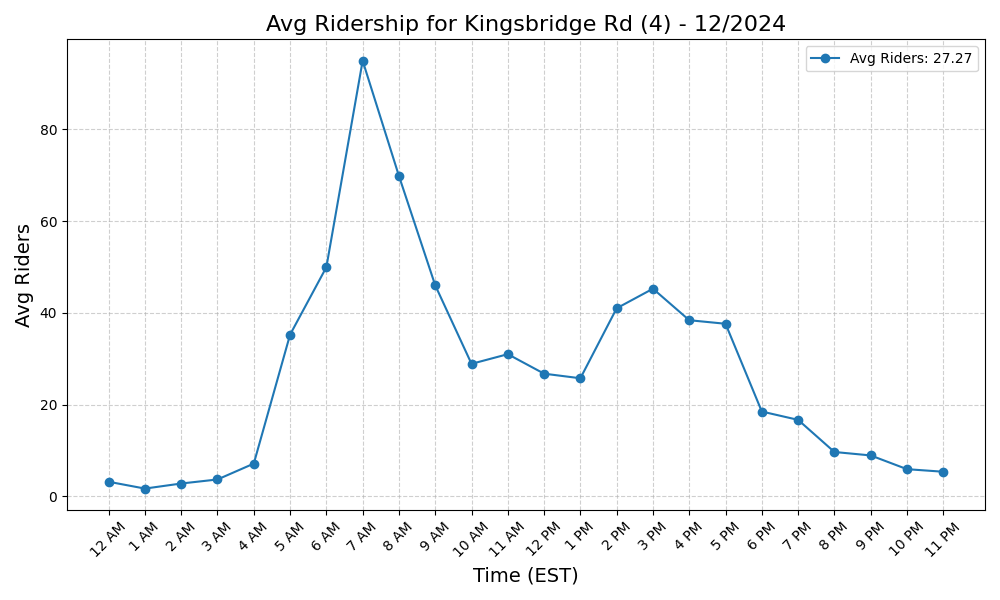 Avg Ridership for Kingsbridge Rd (4) - 12/2024
Avg Riders: 27.27
Avg Riders
80
60
40
20
0
12 AM
1 AM
2 AM
3 AM
4 AM
5 AM
6 AM
7 AM
8 AM
9 AM
10 AM
11 AM
12 PM
1 PM
2 PM
3 PM
4 PM
5 PM
6 PM
7 PM
8 PM
9 PM
10 PM
11 PM
Time (EST)